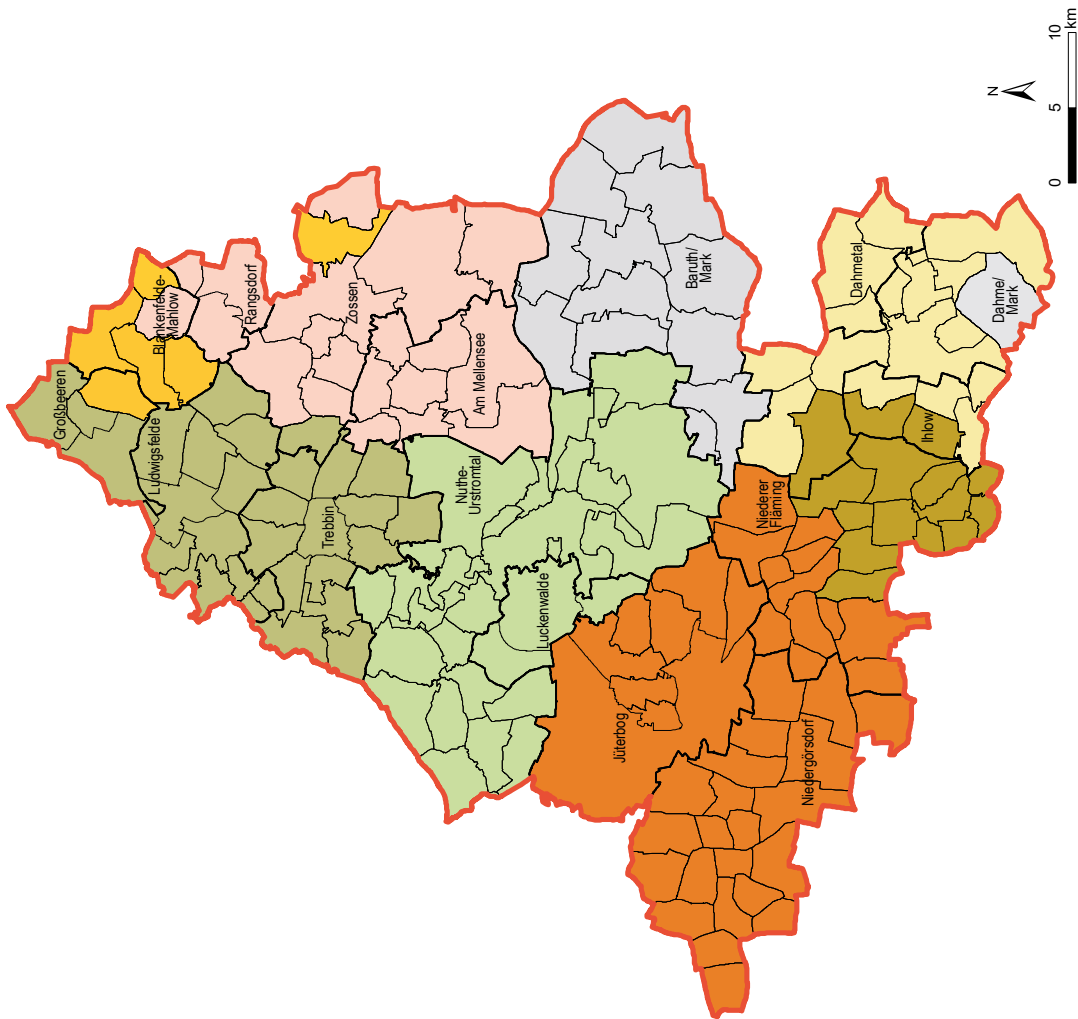 Großbeeren
Blankenfelde-
Mahlow
Ludwigsfelde
Rangsdorf
Zossen
Trebbin
Am Mellensee
Nuthe-
Urstromtal
Luckenwalde
Baruth/
Mark
Jüterbog
Niederer
Fläming
Niedergörsdorf
Dahmetal
Dahme/
Mark
Ihlow
N
0 5 10
km